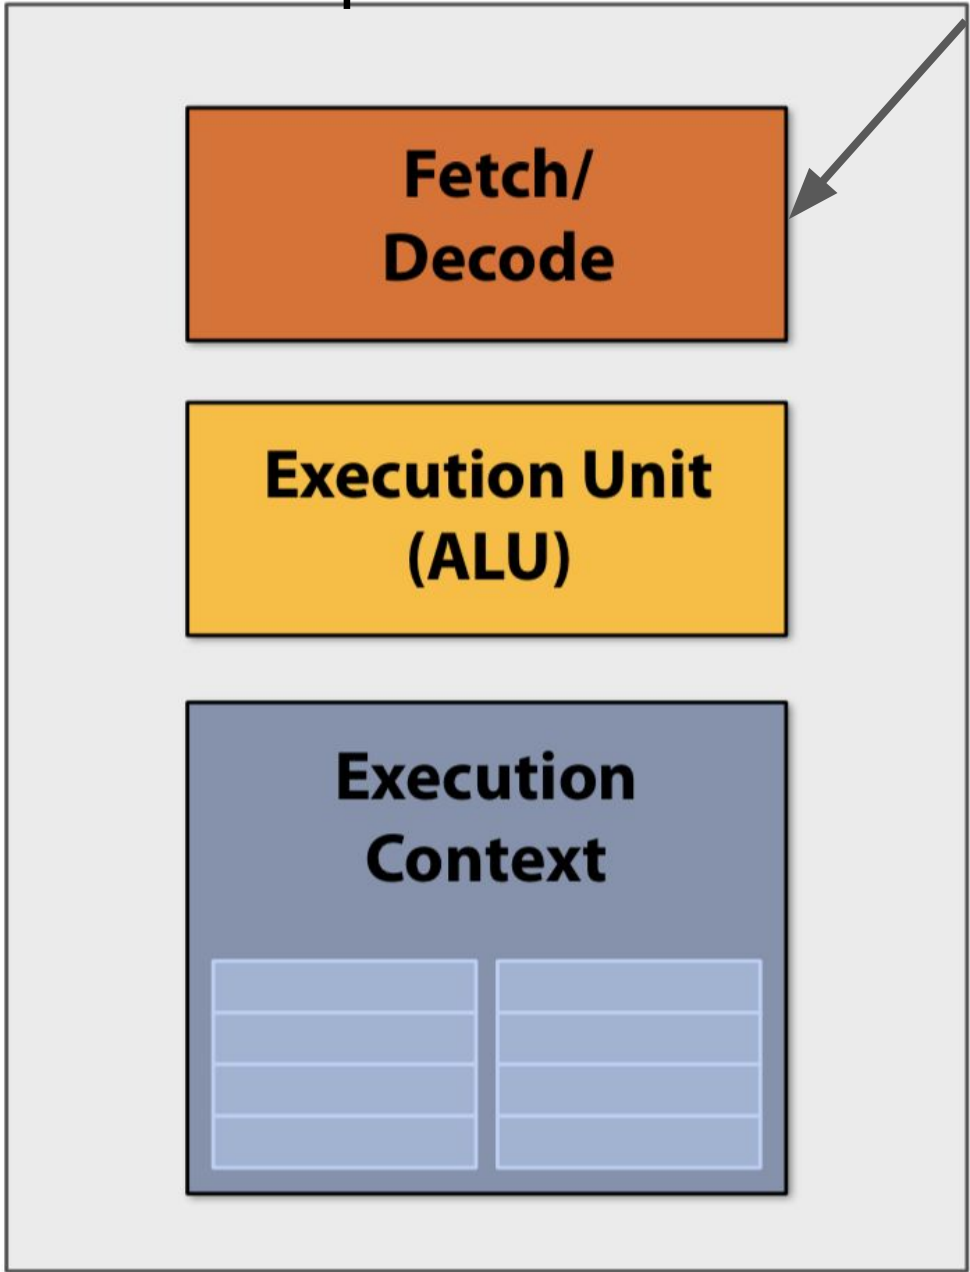 Fetch/
Decode
Execution Unit
(ALU)
Execution
Context